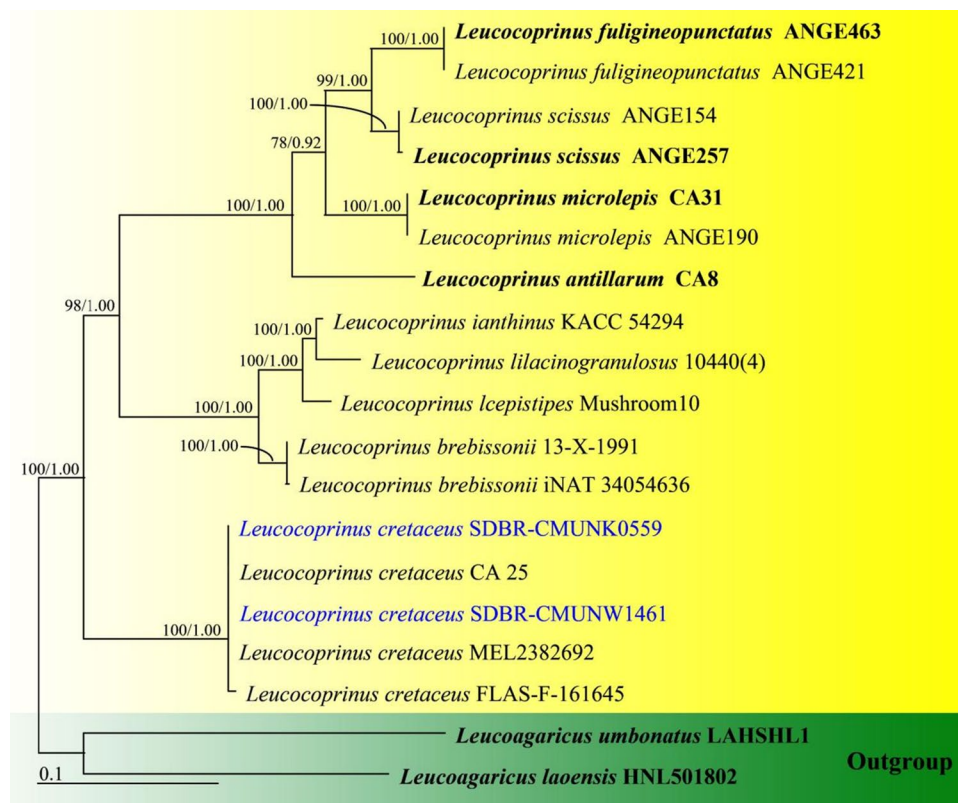 100/1.00
Leucocoprinus fuligineopunctatus ANGE463
Leucocoprinus fuligineopunctatus ANGE421
99/1.00
100/1.00
Leucocoprinus scissus ANGE154
78/0.92
Leucocoprinus scissus ANGE257
100/1.00
100/1.00
Leucocoprinus microlepis CA31
Leucocoprinus microlepis ANGE190
Leucocoprinus antillarum CA8
98/1.00
100/1.00
Leucocoprinus ianthinus KACC 54294
100/1.00
Leucocoprinus lilacinogranulosus 10440(4)
100/1.00
Leucocoprinus lcepistipes Mushroom10
100/1.00
Leucocoprinus brebissonii 13-X-1991
100/1.00
Leucocoprinus brebissonii iNAT 34054636
Leucocoprinus cretaceus SDBR-CMUNK0559
Leucocoprinus cretaceus CA 25
Leucocoprinus cretaceus SDBR-CMUNW1461
100/1.00
Leucocoprinus cretaceus MEL2382692
Leucocoprinus cretaceus FLAS-F-161645
Leucoagaricus umbonatus LAHSHL1
Outgroup
0.1
Leucoagaricus laoensis HNL501802